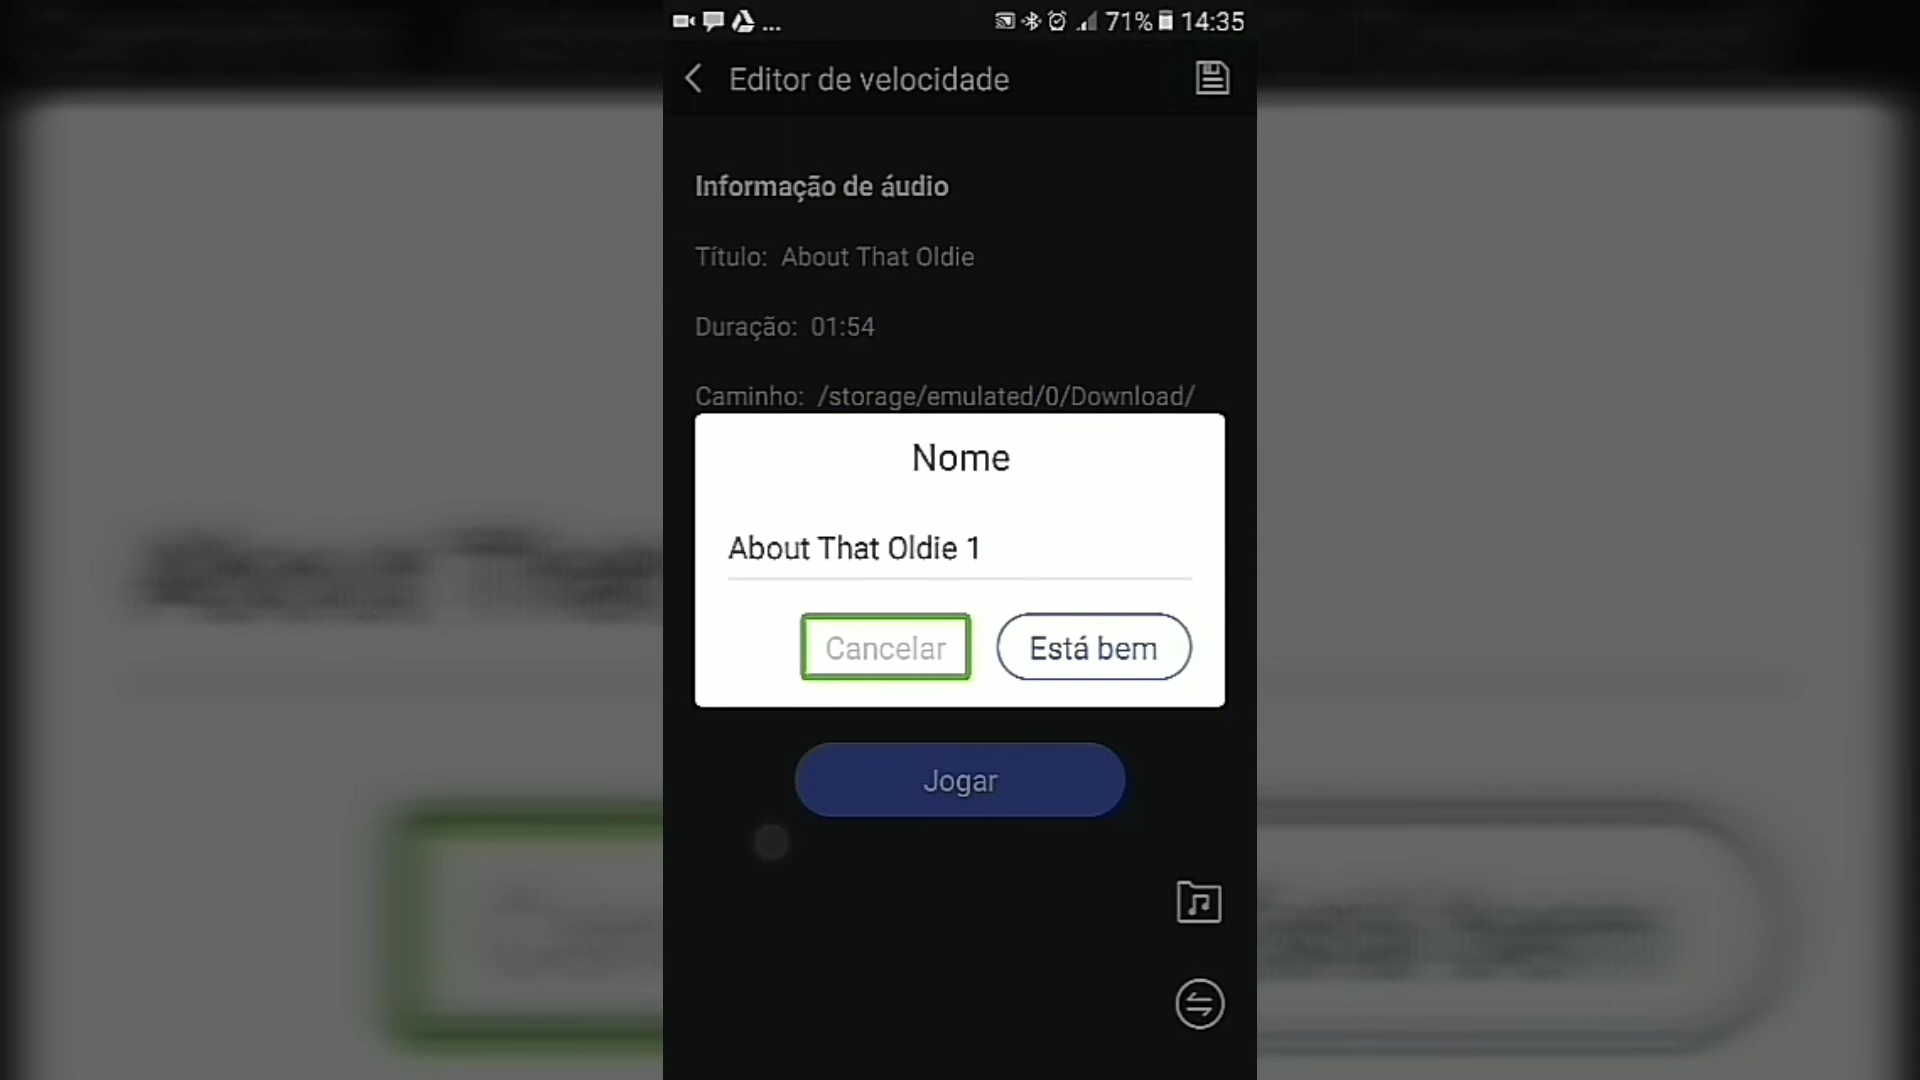 ... 71% 14:35
Editor de velocidade
Informação de áudio
Título: About That Oldie
Duração: 01:54
Caminho: /storage/emulated/0/Download/
Nome
About That Oldie 1
Cancelar Está bem
Jogar